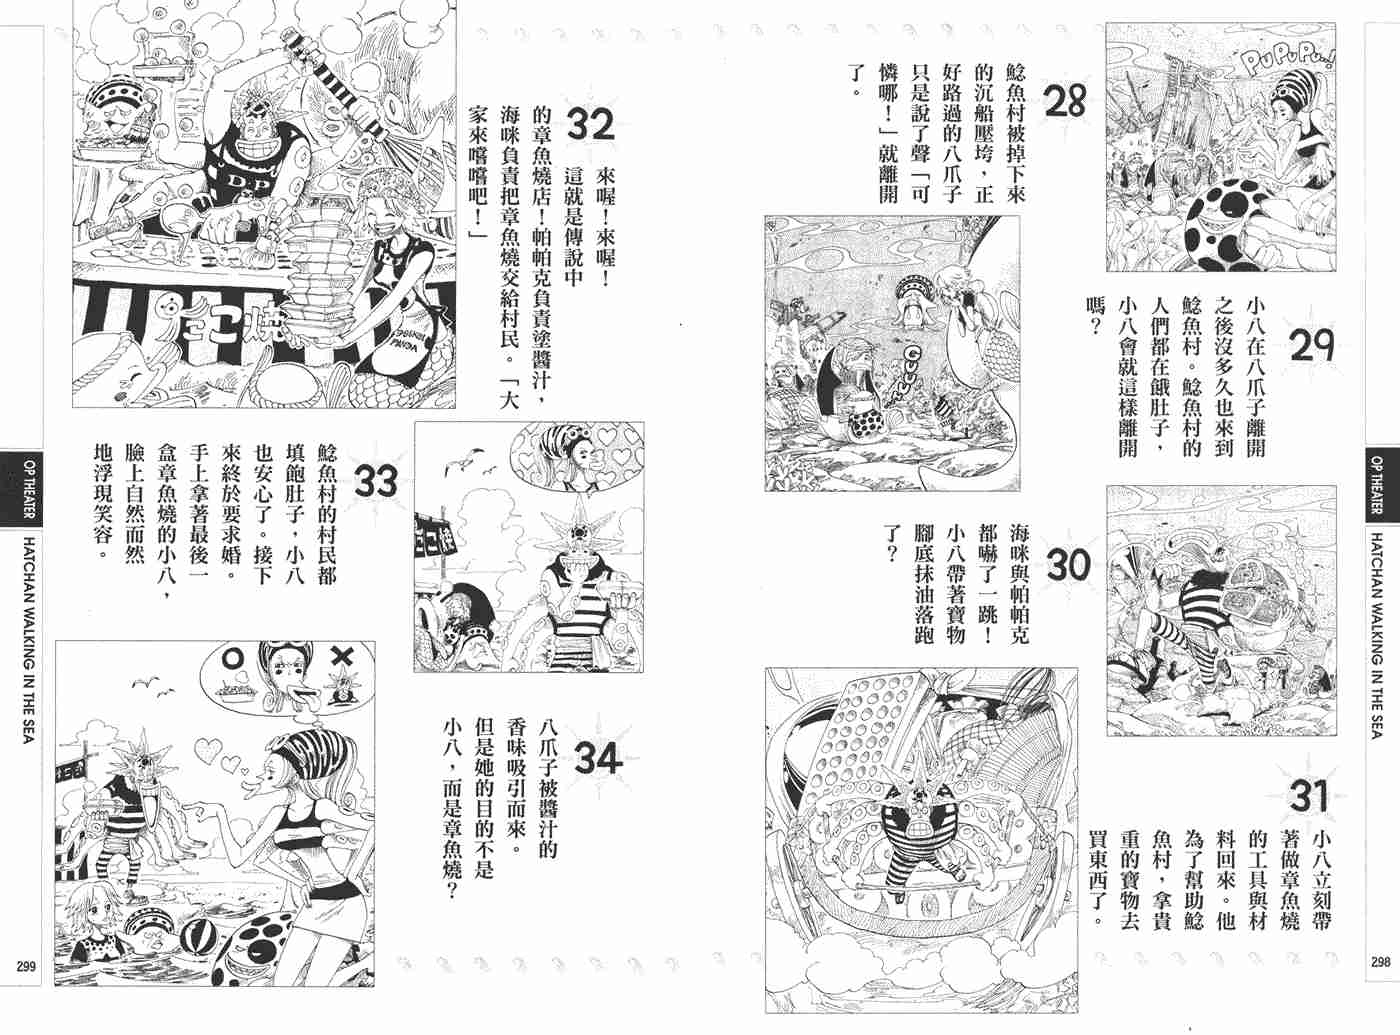 PUPUPU..!
28
鯰魚村被掉下來
的沉船壓垮，正
好路過的八爪子
只是說了聲「可
憐哪！」就離開
了。
29
小八在八爪子離開
之後沒多久也來到
鯰魚村。鯰魚村的
人們都在餓肚子，
小八會就這樣離開
嗎？
30
海咪與帕帕克
都嚇了一跳！
小八帶著寶物
腳底抹油落跑
了？
31
小八立刻帶
著做章魚燒
的工具與材
料回來。他
為了幫助鯰
魚村，拿貴
重的寶物去
買東西了。
OP THEATER
HATCHAN WALKING IN THE SEA
298
32
來喔！來喔！
這就是傳說中
的章魚燒店！帕帕克負責塗醬汁，
海咪負責把章魚燒交給村民。「大
家來嚐嚐吧！」
D·P
たこ焼
CRIMIN
PANDA
33
鯰魚村的村民都
填飽肚子，小八
也安心了。接下
來終於要求婚。
手上拿著最後一
盒章魚燒的小八，
臉上自然而然
地浮現笑容。
34
八爪子被醬汁的
香味吸引而來。
但是她的目的不是
小八，而是章魚燒？
OP THEATER
HATCHAN WALKING IN THE SEA
299